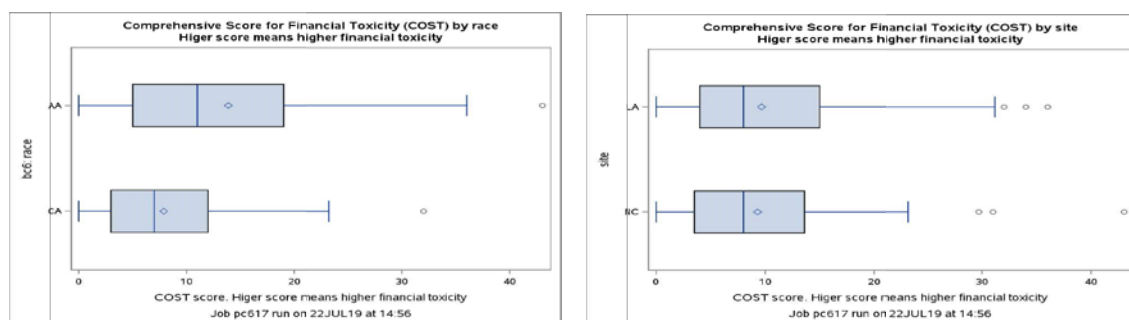 Comprehensive Score for Financial Toxicity (COST) by race
Higer score means higher financial toxicity
AA
CA
bc6: race
0 10 20 30 40
COST score. Higer score means higher financial toxicity
Job pc617 run on 22JUL19 at 14:56
Comprehensive Score for Financial Toxicity (COST) by site
Higer score means higher financial toxicity
LA
NC
site
0 10 20 30 40
COST score. Higer score means higher financial toxicity
Job pc617 run on 22JUL19 at 14:56